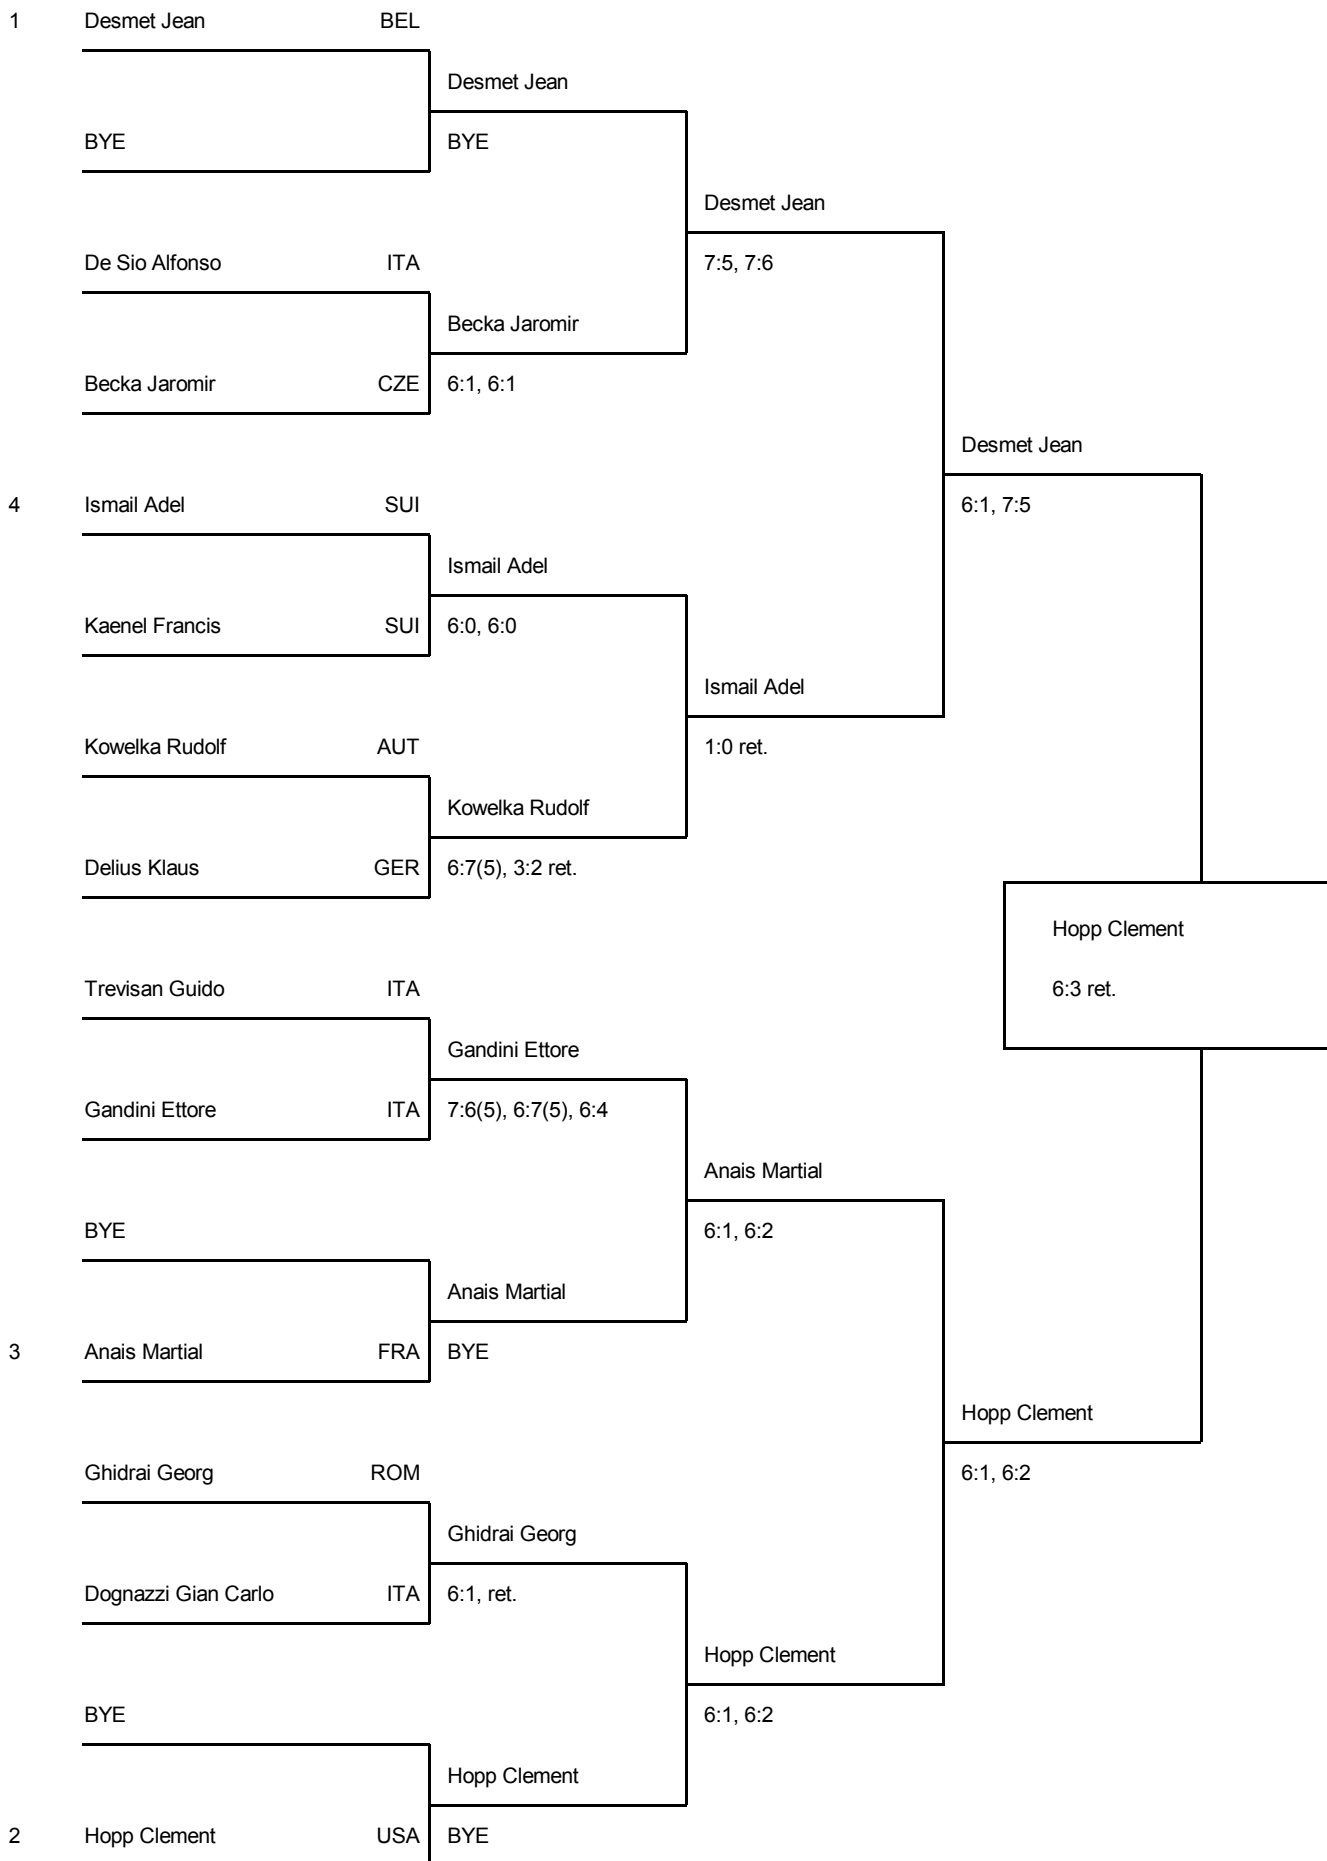 1 Desmet Jean BEL
Desmet Jean
BYE BYE
Desmet Jean
De Sio Alfonso ITA 7:5, 7:6
Becka Jaromir
Becka Jaromir CZE 6:1, 6:1
Desmet Jean
4 Ismail Adel SUI 6:1, 7:5
Ismail Adel
Kaenel Francis SUI 6:0, 6:0
Ismail Adel
Kowelka Rudolf AUT 1:0 ret.
Kowelka Rudolf
Delius Klaus GER 6:7(5), 3:2 ret.
Hopp Clement
Trevisan Guido ITA 6:3 ret.
Gandini Ettore
Gandini Ettore ITA 7:6(5), 6:7(5), 6:4
Anais Martial
BYE 6:1, 6:2
Anais Martial
3 Anais Martial FRA BYE
Hopp Clement
Ghidrai Georg ROM 6:1, 6:2
Ghidrai Georg
Dognazzi Gian Carlo ITA 6:1, ret.
Hopp Clement
BYE 6:1, 6:2
Hopp Clement
2 Hopp Clement USA BYE